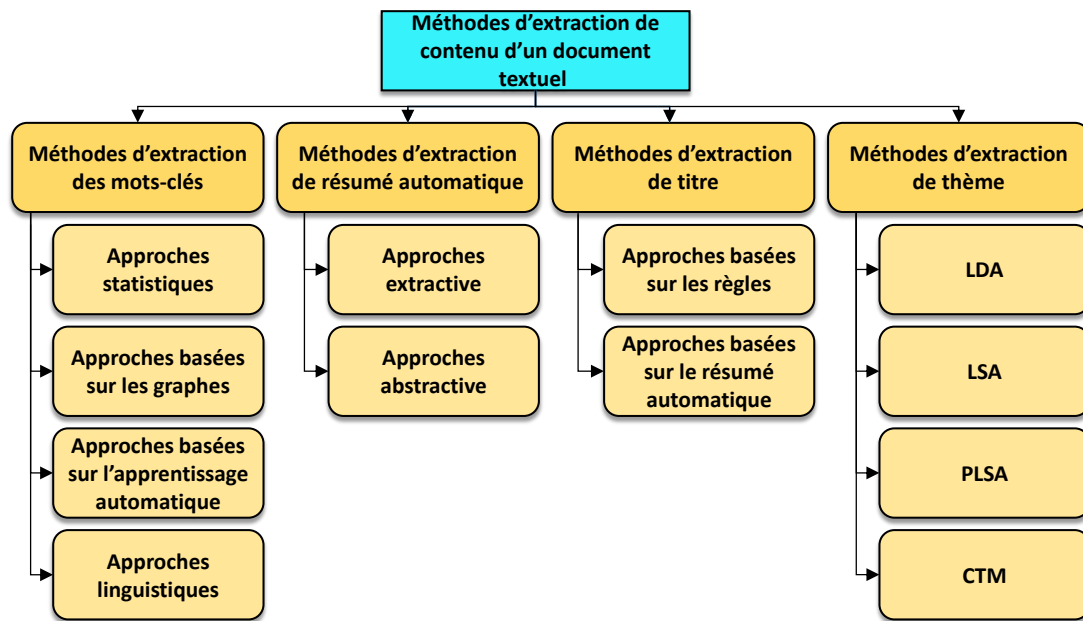 Méthodes d’extraction de
contenu d’un document
textuel
Méthodes d’extraction
des mots-clés
Méthodes d’extraction
de résumé automatique
Méthodes d’extraction
de titre
Méthodes d’extraction
de thème
Approches
statistiques
Approches basées
sur les graphes
Approches basées
sur l’apprentissage
automatique
Approches
linguistiques
Approches
extractive
Approches
abstractive
Approches basées
sur les règles
Approches basées
sur le résumé
automatique
LDA
LSA
PLSA
CTM